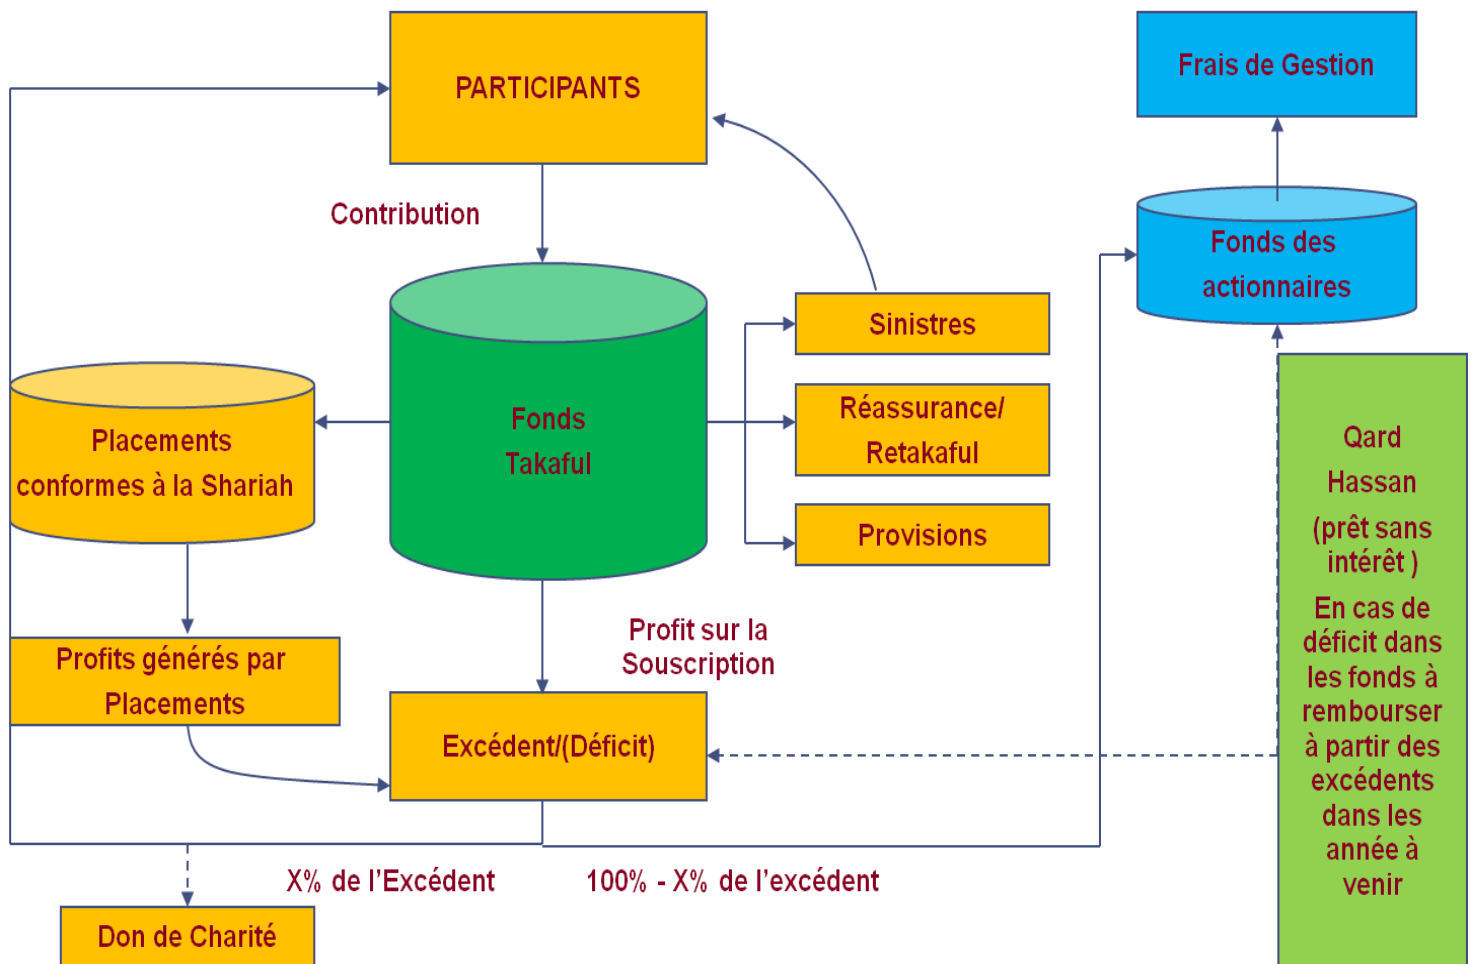 PARTICIPANTS
Frais de Gestion
Contribution
Fonds des
actionnaires
Sinistres
Fonds
Takaful
Réassurance/
Retakaful
Placements
conformes à la Shariah
Provisions
Profit sur la
Souscription
Profits générés par
Placements
Excédent/(Déficit)
Qard
Hassan
(prêt sans
intérêt )
En cas de
déficit dans
les fonds à
rembourser
à partir des
excédents
dans les
année à
venir
X% de l’Excédent
100% - X% de l’excédent
Don de Charité